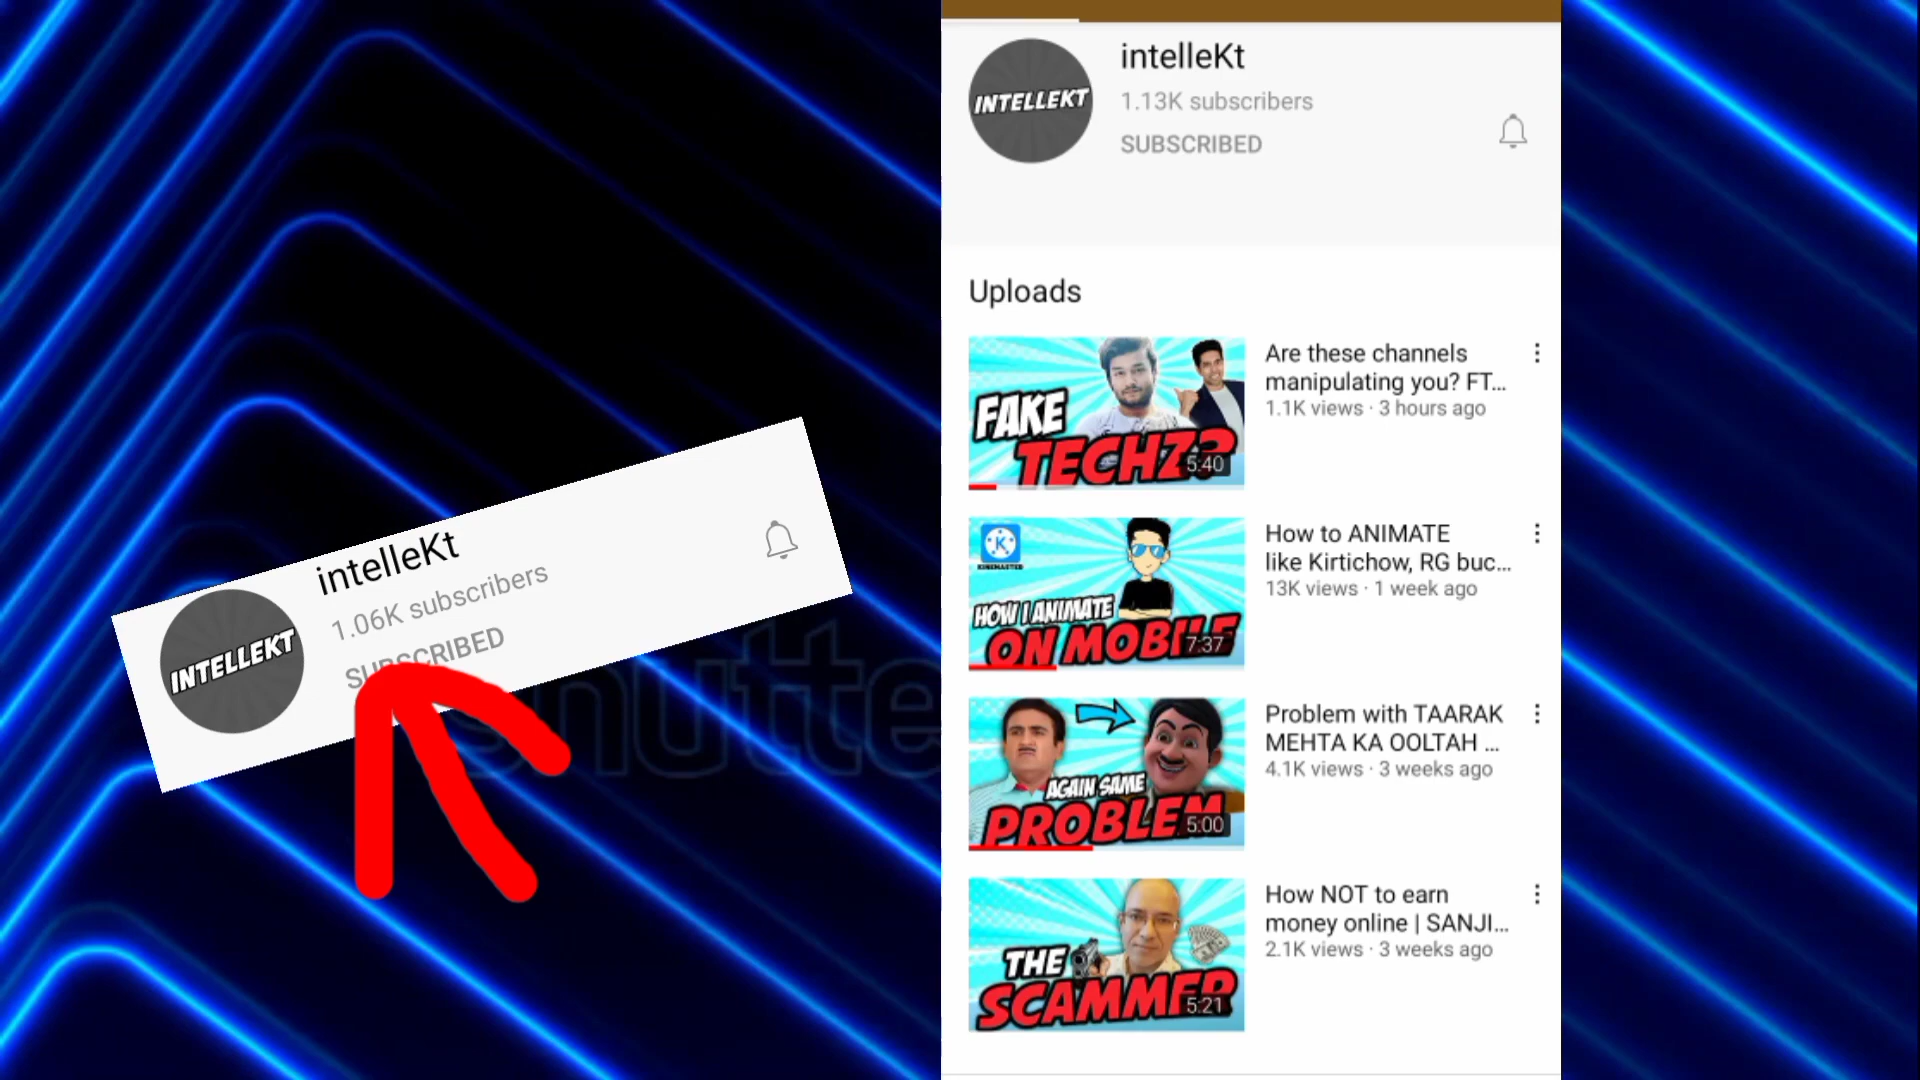 intelleKt
1.06K subscribers
SUBSCRIBED
INTELLEKT
shutte
intelleKt
1.13K subscribers
SUBSCRIBED
INTELLEKT
Uploads
FAKE
TECHZ?
5:40
Are these channels
manipulating you? FT...
1.1K views · 3 hours ago
K
KINEMASTER
HOW I ANIMATE
ON MOBILE
7:37
How to ANIMATE
like Kirtichow, RG buc...
13K views · 1 week ago
AGAIN SAME
PROBLEM
5:00
Problem with TAARAK
MEHTA KA OOLTAH ...
4.1K views · 3 weeks ago
THE
SCAMMER
5:21
How NOT to earn
money online | SANJI...
2.1K views · 3 weeks ago